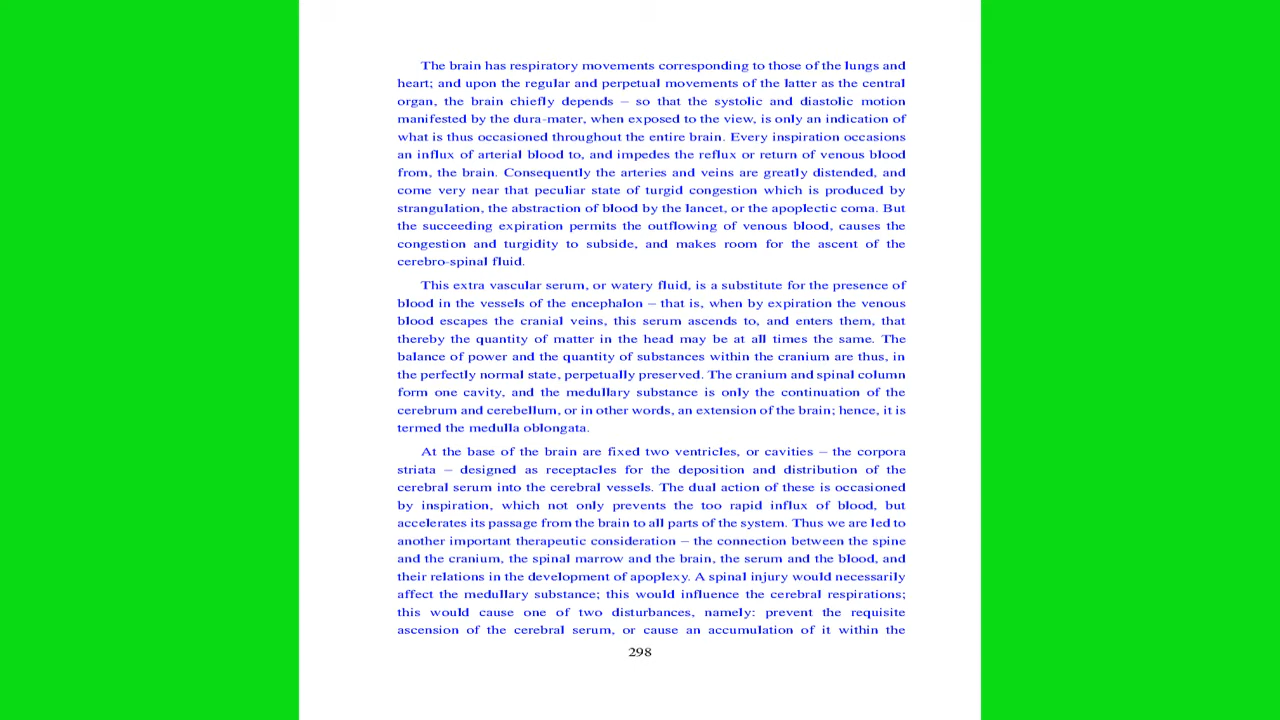 The brain has respiratory movements corresponding to those of the lungs and
heart; and upon the regular and perpetual movements of the latter as the central
organ, the brain chiefly depends – so that the systolic and diastolic motion
manifested by the dura-mater, when exposed to the view, is only an indication of
what is thus occasioned throughout the entire brain. Every inspiration occasions
an influx of arterial blood to, and impedes the reflux or return of venous blood
from, the brain. Consequently the arteries and veins are greatly distended, and
come very near that peculiar state of turgid congestion which is produced by
strangulation, the abstraction of blood by the lancet, or the apoplectic coma. But
the succeeding expiration permits the outflowing of venous blood, causes the
congestion and turgidity to subside, and makes room for the ascent of the
cerebro-spinal fluid.
This extra vascular serum, or watery fluid, is a substitute for the presence of
blood in the vessels of the encephalon – that is, when by expiration the venous
blood escapes the cranial veins, this serum ascends to, and enters them, that
thereby the quantity of matter in the head may be at all times the same. The
balance of power and the quantity of substances within the cranium are thus, in
the perfectly normal state, perpetually preserved. The cranium and spinal column
form one cavity, and the medullary substance is only the continuation of the
cerebrum and cerebellum, or in other words, an extension of the brain; hence, it is
termed the medulla oblongata.
At the base of the brain are fixed two ventricles, or cavities – the corpora
striata – designed as receptacles for the deposition and distribution of the
cerebral serum into the cerebral vessels. The dual action of these is occasioned
by inspiration, which not only prevents the too rapid influx of blood, but
accelerates its passage from the brain to all parts of the system. Thus we are led to
another important therapeutic consideration – the connection between the spine
and the cranium, the spinal marrow and the brain, the serum and the blood, and
their relations in the development of apoplexy. A spinal injury would necessarily
affect the medullary substance; this would influence the cerebral respirations;
this would cause one of two disturbances, namely: prevent the requisite
ascension of the cerebral serum, or cause an accumulation of it within the
298